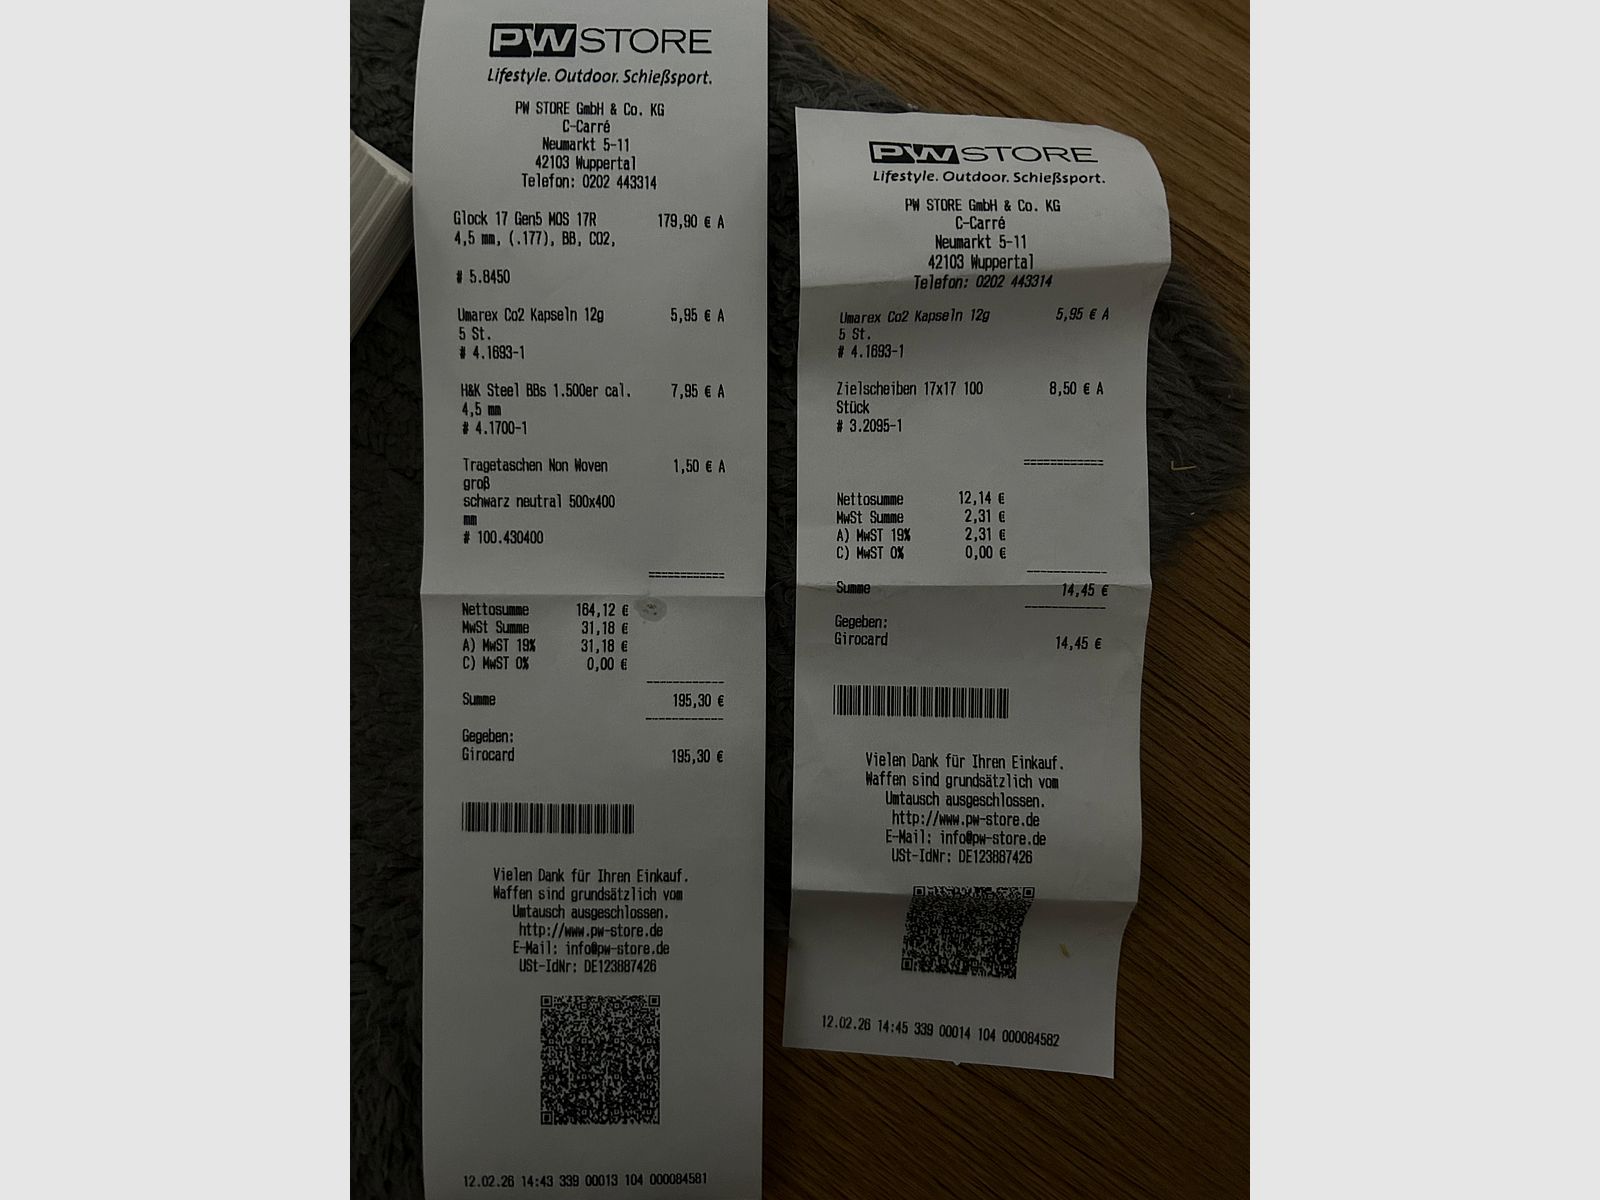 PW STORE
Lifestyle. Outdoor. Schießsport.
PW STORE GmbH & Co. KG
C-Carré
Neumarkt 5-11
42103 Wuppertal
Telefon: 0202 443314
Glock 17 Gen5 MOS 17R 179,90 € A
4,5 mm, (.177), BB, CO2,
# 5.8450
Umarex Co2 Kapseln 12g 5,95 € A
5 St.
# 4.1693-1
H&K Steel BBs 1.500er cal. 7,95 € A
4,5 mm
# 4.1700-1
Tragetaschen Non Woven 1,50 € A
groß
schwarz neutral 500x400
mm
# 100.430400
============
Nettosumme 164,12 €
MwSt Summe 31,18 €
A) MwST 19% 31,18 €
C) MwST 0% 0,00 €
Summe 195,30 €
Gegeben:
Girocard 195,30 €
Vielen Dank für Ihren Einkauf.
Waffen sind grundsätzlich vom
Umtausch ausgeschlossen.
http://www.pw-store.de
E-Mail: info@pw-store.de
USt-IdNr: DE123887426
12.02.26 14:43 339 00013 104 000084581
PW STORE
Lifestyle. Outdoor. Schießsport.
PW STORE GmbH & Co. KG
C-Carré
Neumarkt 5-11
42103 Wuppertal
Telefon: 0202 443314
Umarex Co2 Kapseln 12g 5,95 € A
5 St.
# 4.1693-1
Zielscheiben 17x17 100 8,50 € A
Stück
# 3.2095-1
============
Nettosumme 12,14 €
MwSt Summe 2,31 €
A) MwST 19% 2,31 €
C) MwST 0% 0,00 €
Summe 14,45 €
Gegeben:
Girocard 14,45 €
Vielen Dank für Ihren Einkauf.
Waffen sind grundsätzlich vom
Umtausch ausgeschlossen.
http://www.pw-store.de
E-Mail: info@pw-store.de
USt-IdNr: DE123887426
12.02.26 14:45 339 00014 104 000084582